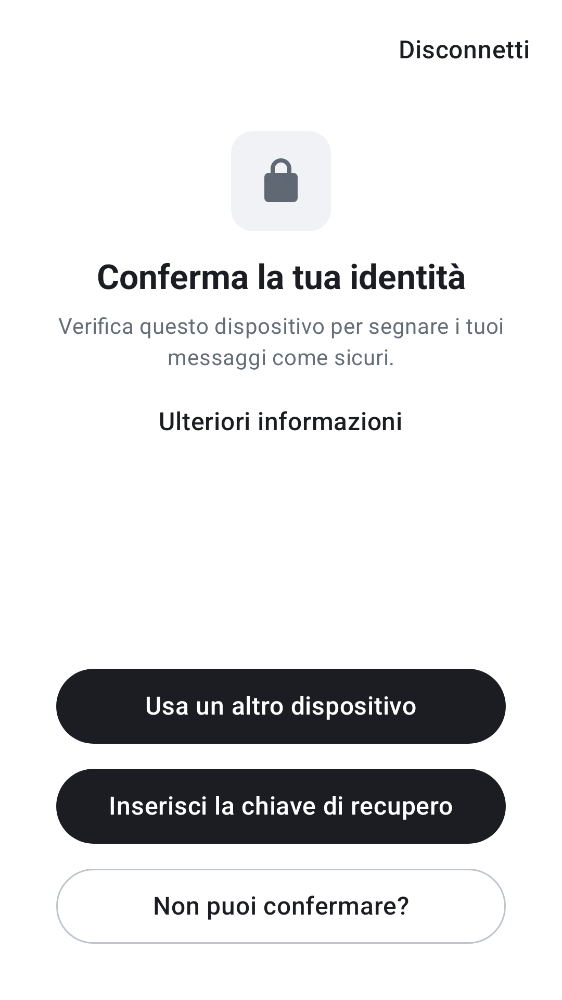 Disconnetti
Conferma la tua identità
Verifica questo dispositivo per segnare i tuoi
messaggi come sicuri.
Ulteriori informazioni
Usa un altro dispositivo
Inserisci la chiave di recupero
Non puoi confermare?